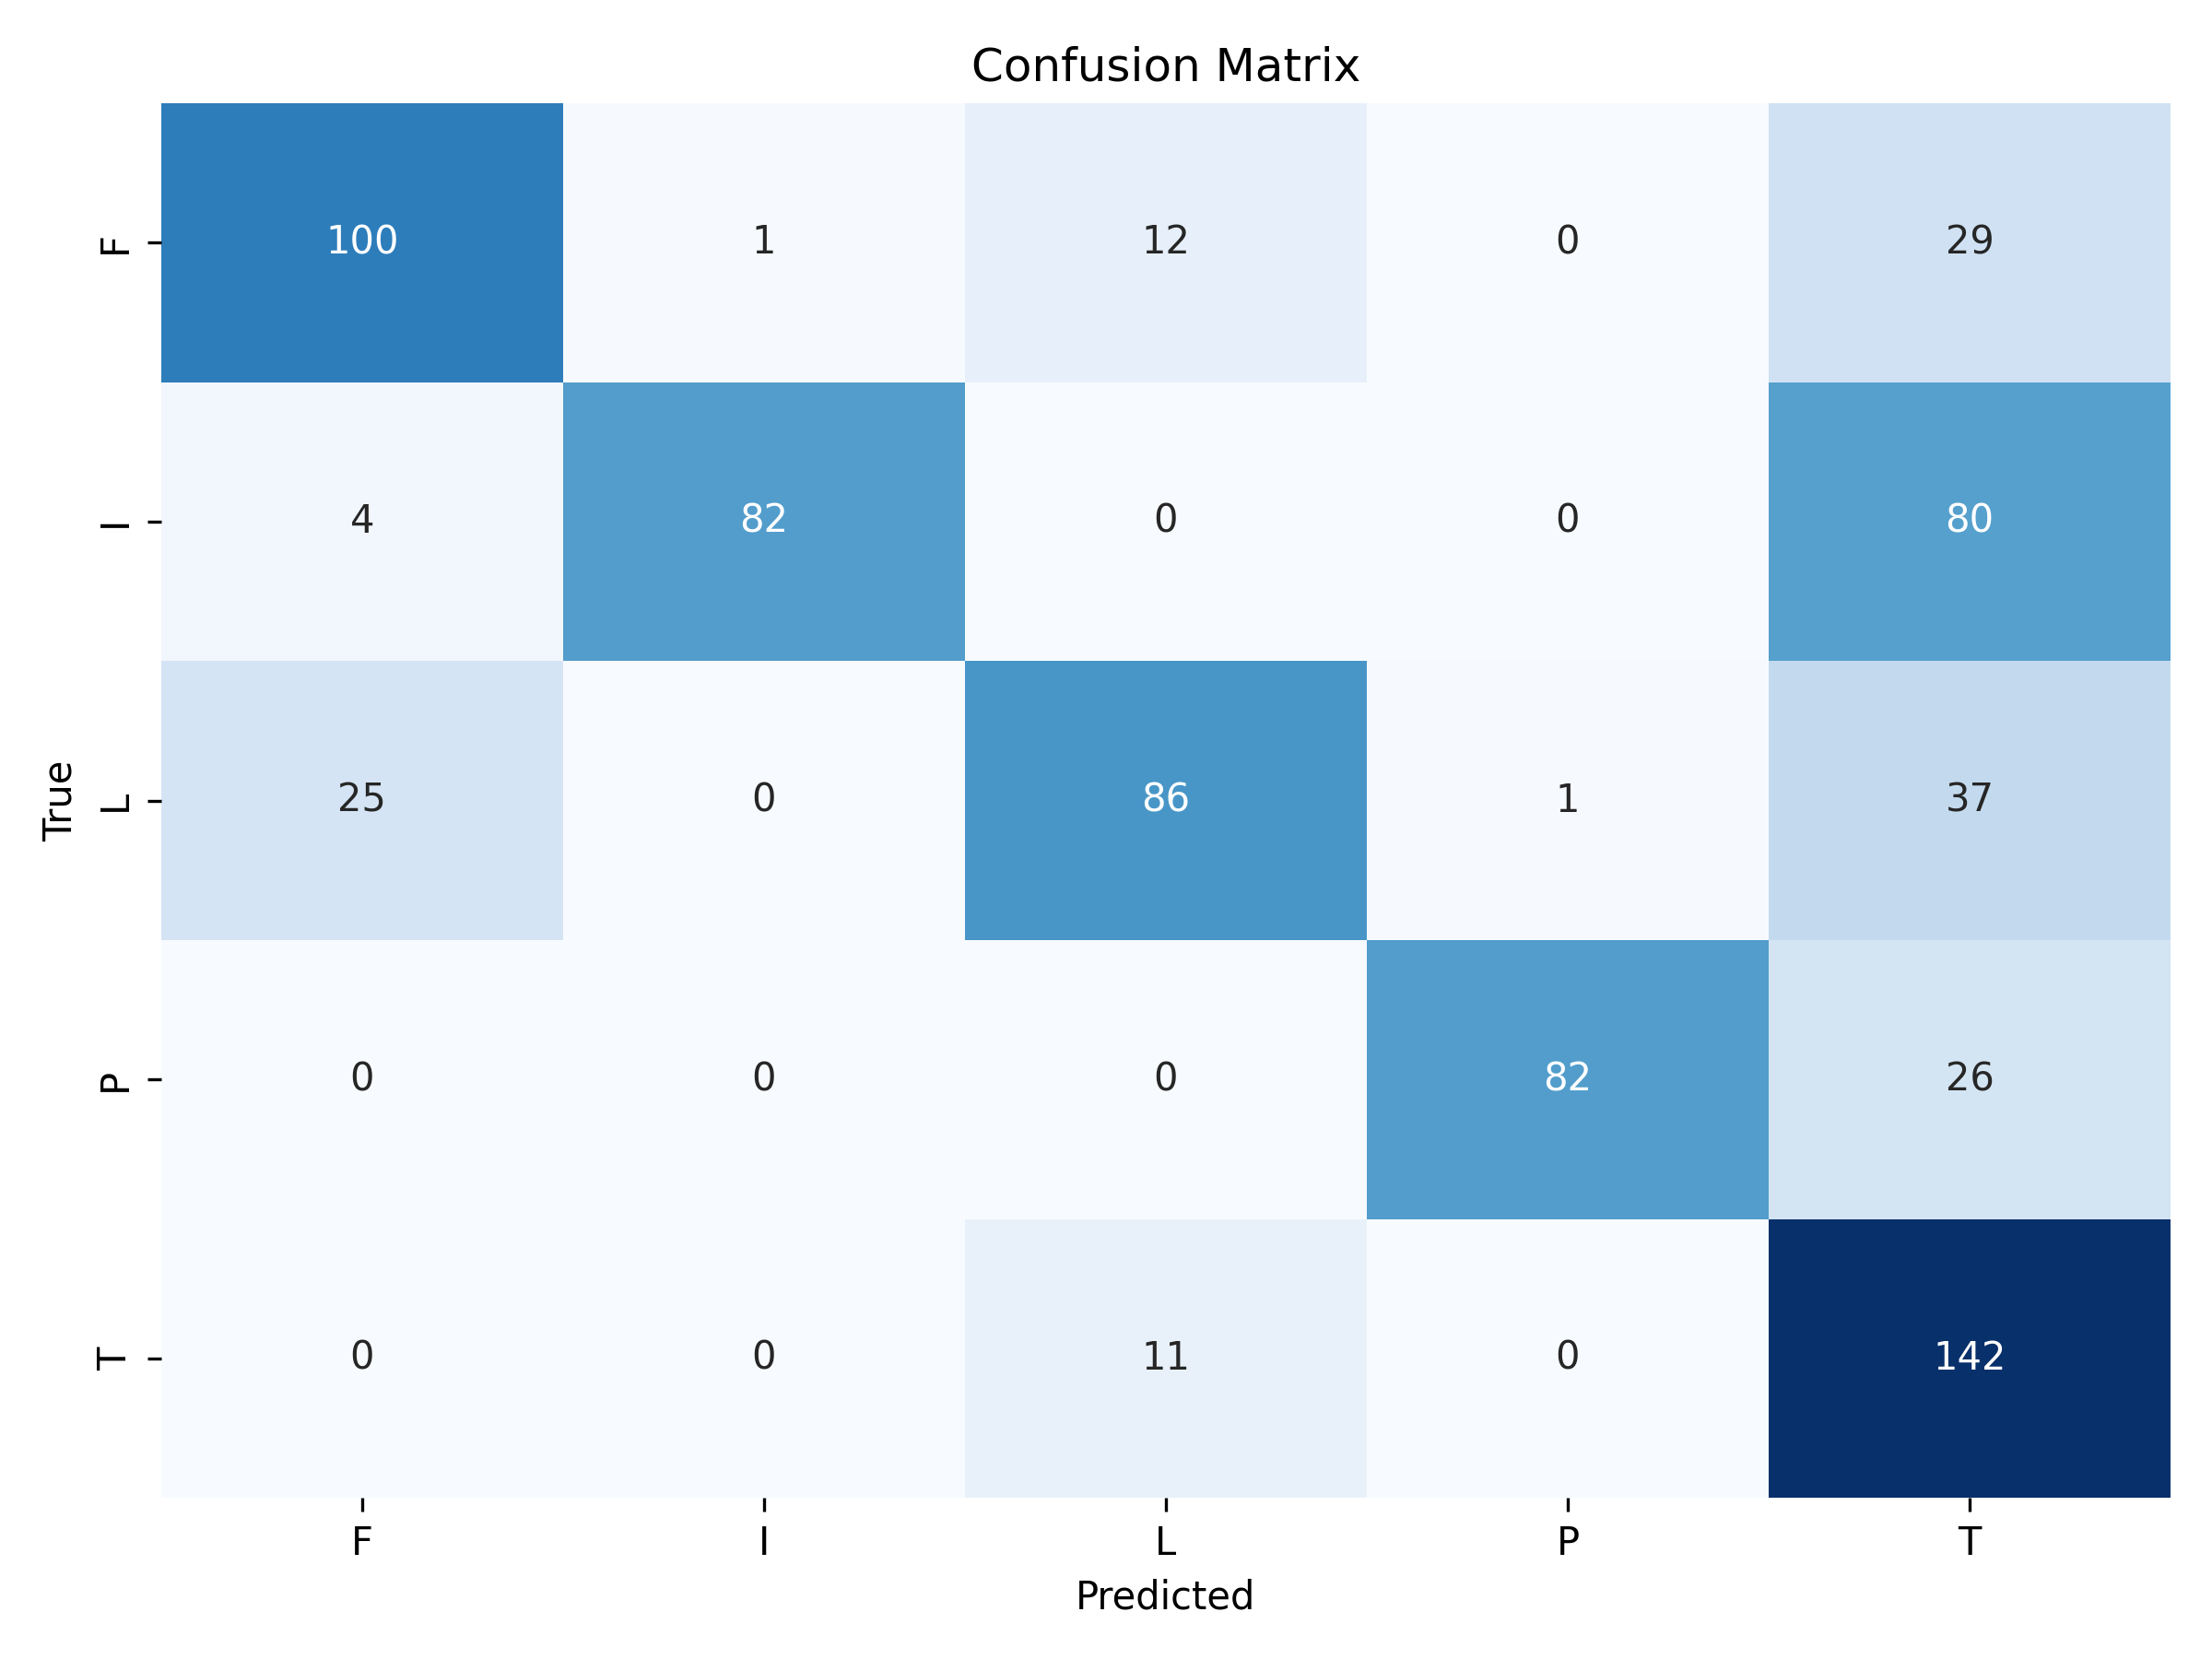 Confusion Matrix
F 100 1 12 0 29
I 4 82 0 0 80
L 25 0 86 1 37
P 0 0 0 82 26
T 0 0 11 0 142
True
F I L P T
Predicted